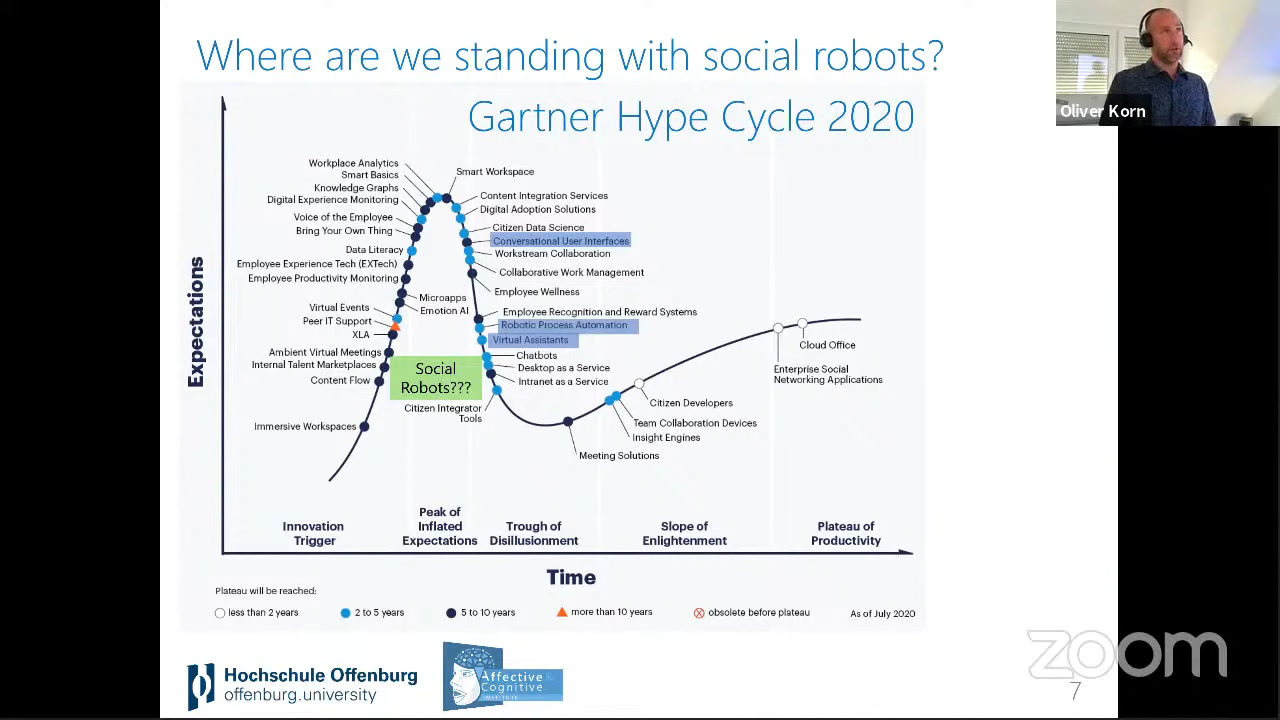 Where are we standing with social robots?
Gartner Hype Cycle 2020
Oliver Korn
Expectations
Workplace Analytics
Smart Basics
Knowledge Graphs
Digital Experience Monitoring
Voice of the Employee
Bring Your Own Thing
Data Literacy
Employee Experience Tech (EXTech)
Employee Productivity Monitoring
Microapps
Emotion AI
Virtual Events
Peer IT Support
XLA
Ambient Virtual Meetings
Internal Talent Marketplaces
Content Flow
Immersive Workspaces
Social
Robots???
Smart Workspace
Content Integration Services
Digital Adoption Solutions
Citizen Data Science
Conversational User Interfaces
Workstream Collaboration
Collaborative Work Management
Employee Wellness
Employee Recognition and Reward Systems
Robotic Process Automation
Virtual Assistants
Chatbots
Desktop as a Service
Intranet as a Service
Citizen Integrator
Tools
Meeting Solutions
Insight Engines
Team Collaboration Devices
Citizen Developers
Enterprise Social
Networking Applications
Cloud Office
Innovation
Trigger
Peak of
Inflated
Expectations
Trough of
Disillusionment
Slope of
Enlightenment
Plateau of
Productivity
Time
Plateau will be reached:
less than 2 years
2 to 5 years
5 to 10 years
more than 10 years
obsolete before plateau
As of July 2020
Hochschule Offenburg
offenburg.university
Affective &
Cognitive
INSTITUTE
zoom
7